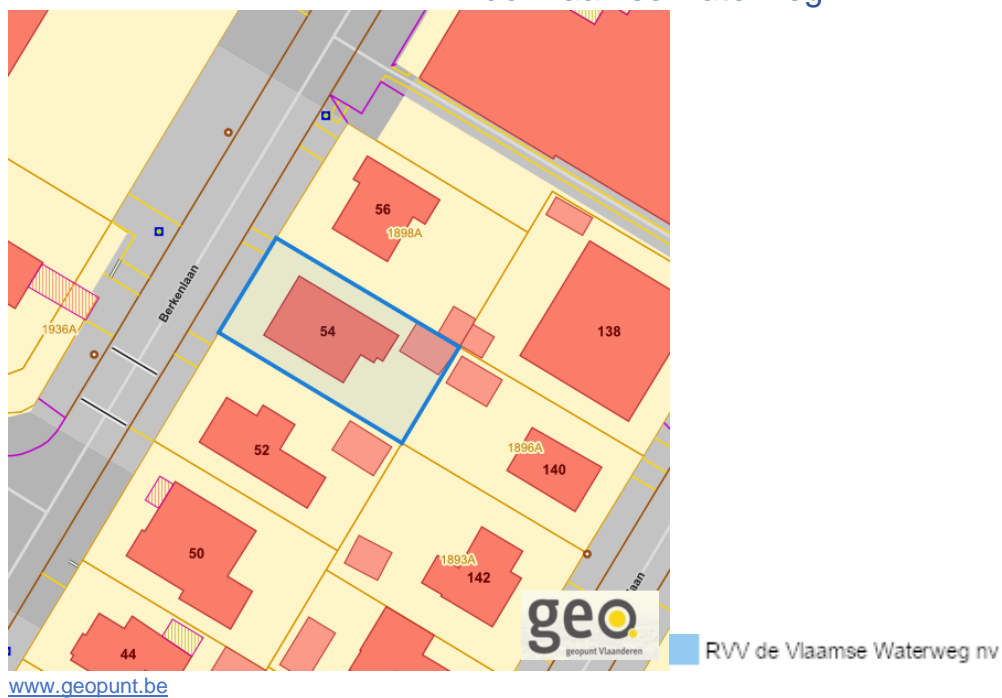 56
1898A
Berkenlaan
54
138
1936A
52
1896A
140
50
1893A
142
laan
44
geo
geopunt Vlaanderen
RVV de Vlaamse Waterweg nv
www.geopunt.be